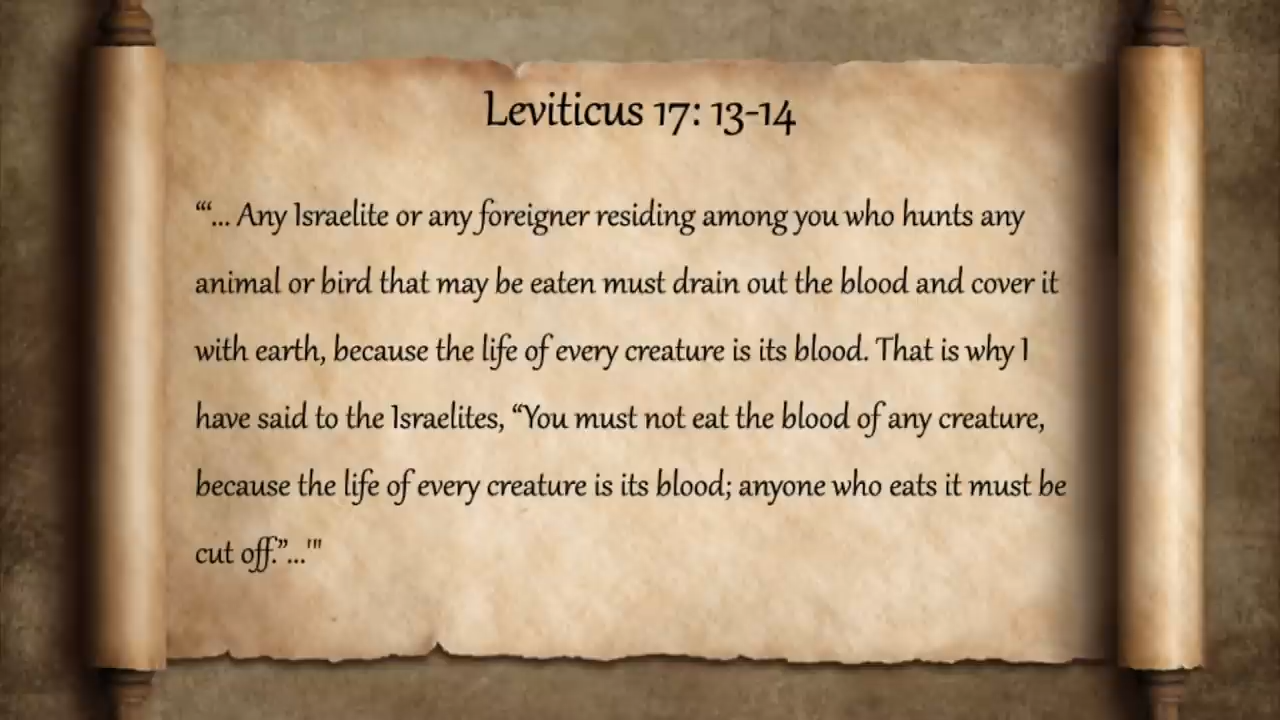 Leviticus 17: 13-14
“‘... Any Israelite or any foreigner residing among you who hunts any
animal or bird that may be eaten must drain out the blood and cover it
with earth, because the life of every creature is its blood. That is why I
have said to the Israelites, “You must not eat the blood of any creature,
because the life of every creature is its blood; anyone who eats it must be
cut off.”...'"